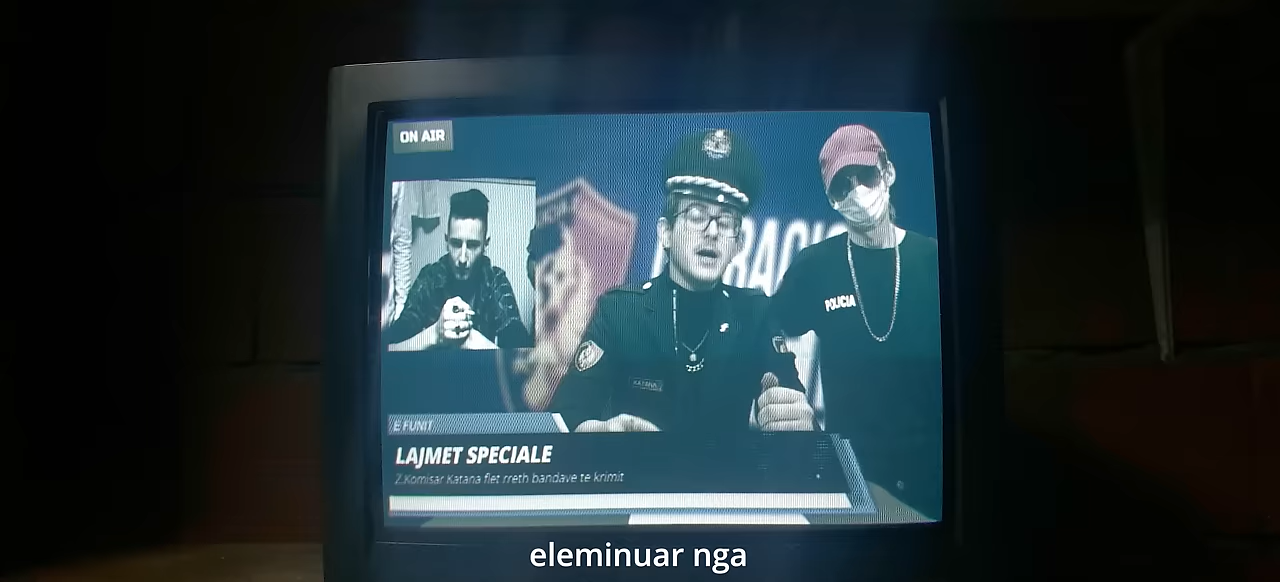 ON AIR
POLICIA
KATANA
E FUNIT
LAJMET SPECIALE
Z.Komisar Katana flet rreth bandave te krimit
eleminuar nga